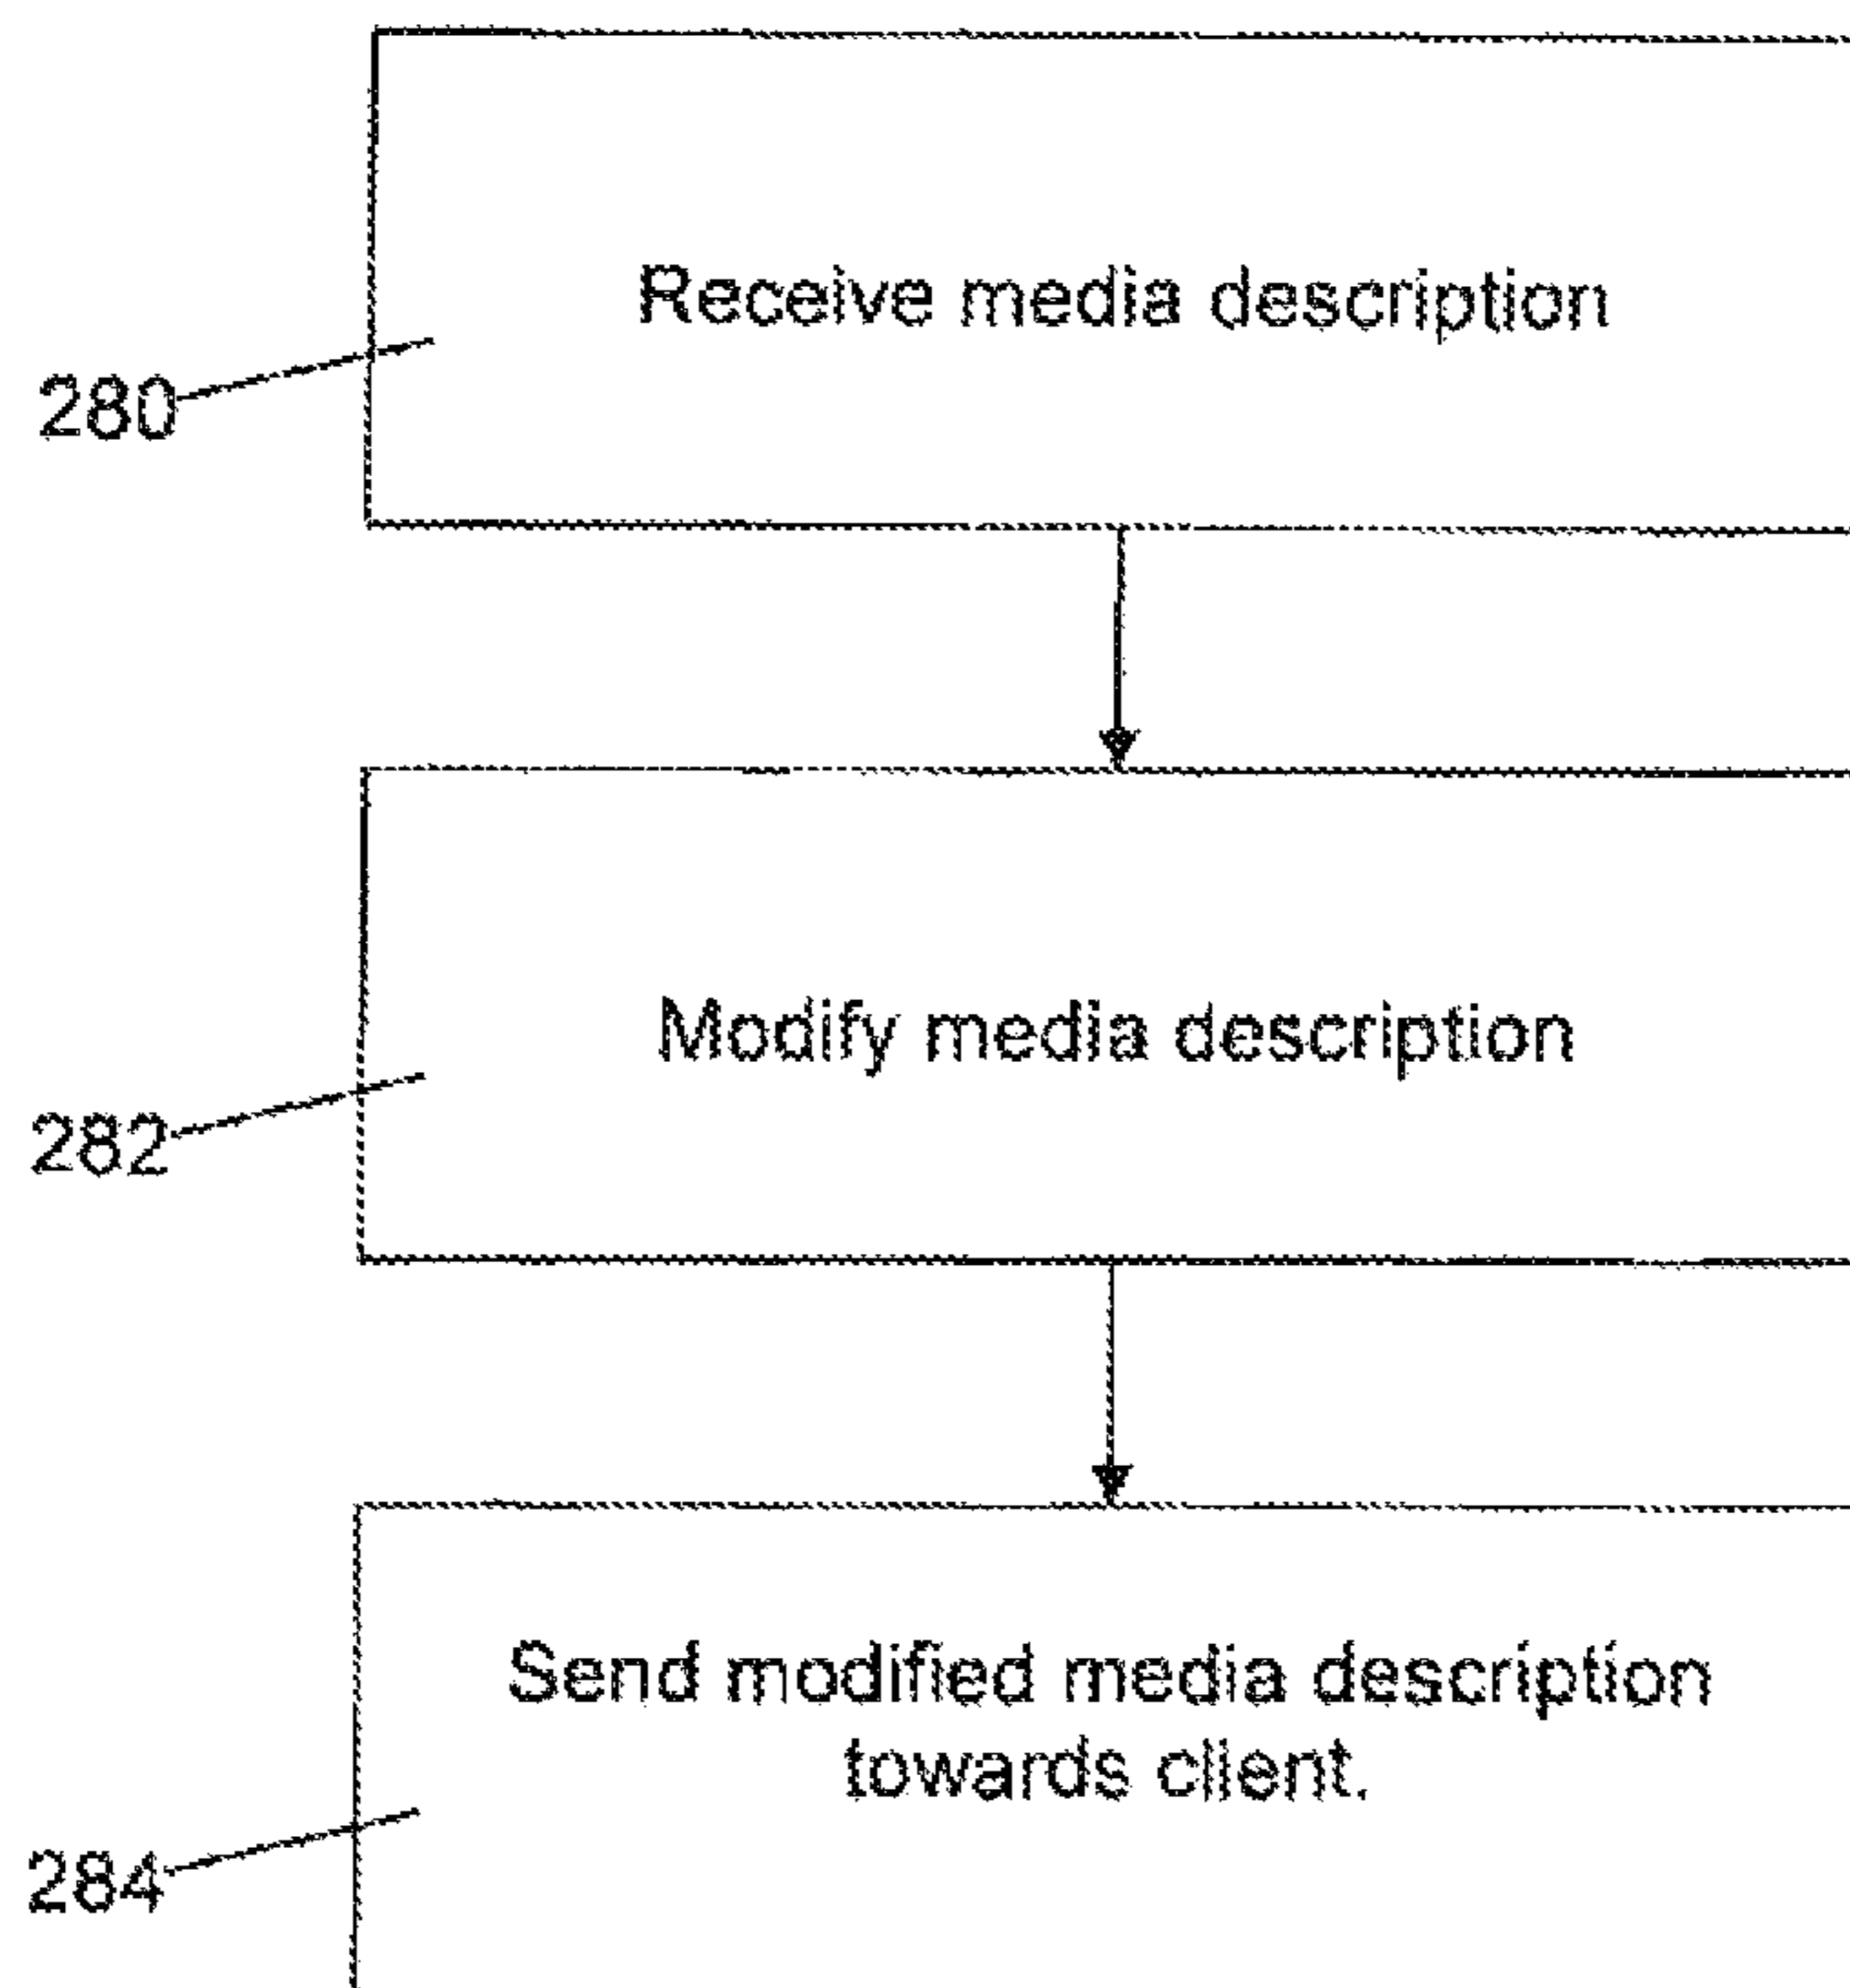 Receive media description
280
Modify media description
282
Send modified media description
towards client.
284